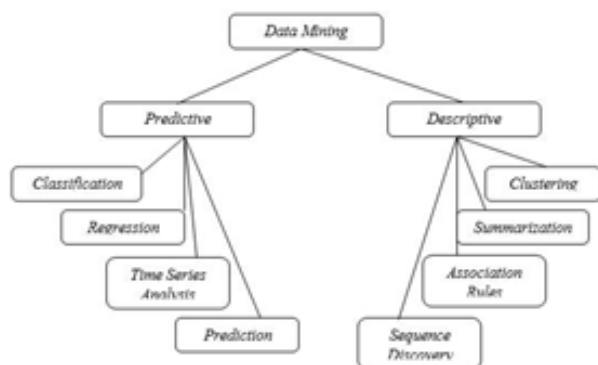 Data Mining
Predictive
Descriptive
Classification
Clustering
Regression
Summarization
Time Series
Analysis
Association
Rules
Prediction
Sequence
Discovery